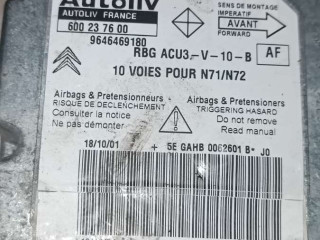 Autoliv
AUTOLIV FRANCE
600 23 76 00
9646469180
SENS DE MONTAGE
IMPERATIF
AVANT
FORWARD
RBG ACU3-V-10-B AF
10 VOIES POUR N71/N72
Airbags & Pretensionneurs
RISQUE DE DECLENCHEMENT
Consulter la notice
Ne pas démonter
Airbags & Pretensioners
TRIGGERING HASARD
Do not remove
Read manual
18/10/01 + 5E GAHB 0062601 B* J0